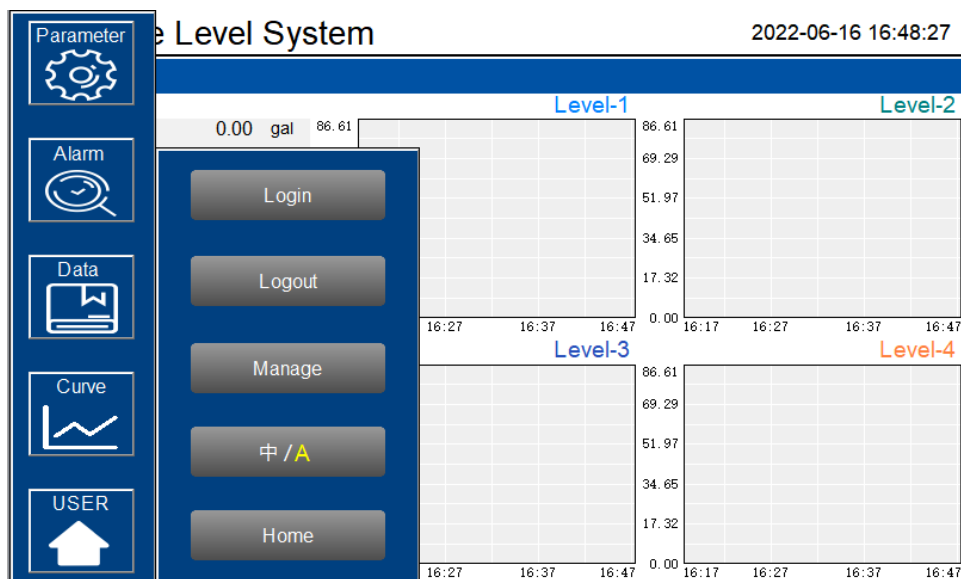 Parameter
Level System
2022-06-16 16:48:27
Level-1
Level-2
0.00 gal
86.61
86.61
69.29
51.97
34.65
17.32
0.00
16:27
16:37
16:47
16:17
16:27
16:37
16:47
Alarm
Login
Data
Logout
Manage
Level-3
Level-4
86.61
69.29
51.97
34.65
17.32
0.00
16:27
16:37
16:47
16:17
16:27
16:37
16:47
Curve
中/A
USER
Home